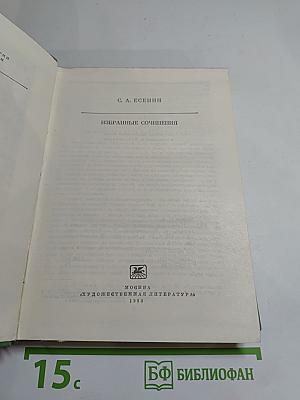 С. А. ЕСЕНИН
ИЗБРАННЫЕ СОЧИНЕНИЯ
МОСКВА
«ХУДОЖЕСТВЕННАЯ ЛИТЕРАТУРА»
15с
БФ БИБЛИОФАН